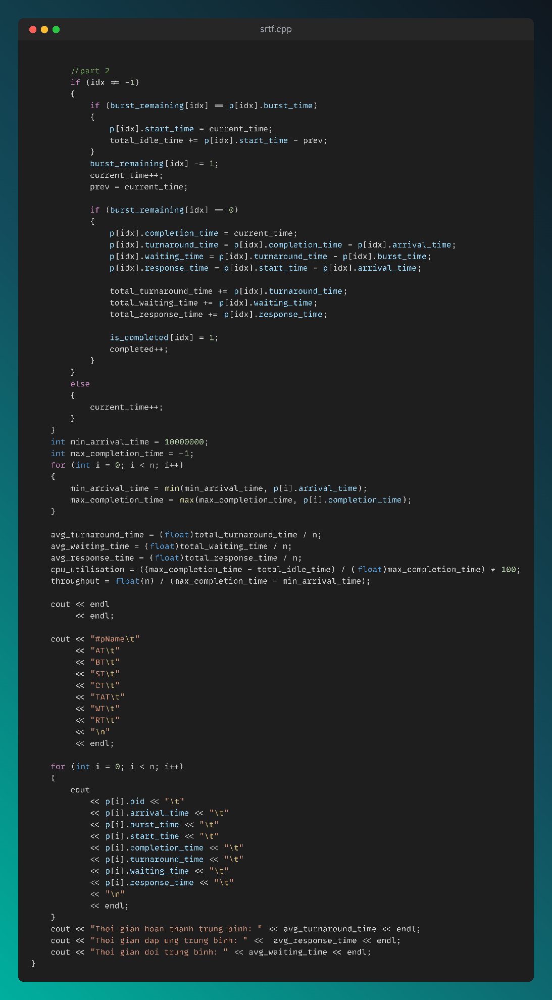 srtf.cpp
//part 2
if (idx != -1)
{
if (burst_remaining[idx] == p[idx].burst_time)
{
p[idx].start_time = current_time;
total_idle_time += p[idx].start_time - prev;
}
burst_remaining[idx] -= 1;
current_time++;
prev = current_time;
if (burst_remaining[idx] == 0)
{
p[idx].completion_time = current_time;
p[idx].turnaround_time = p[idx].completion_time - p[idx].arrival_time;
p[idx].waiting_time = p[idx].turnaround_time - p[idx].burst_time;
p[idx].response_time = p[idx].start_time - p[idx].arrival_time;
total_turnaround_time += p[idx].turnaround_time;
total_waiting_time += p[idx].waiting_time;
total_response_time += p[idx].response_time;
is_completed[idx] = 1;
completed++;
}
}
else
{
current_time++;
}
}
int min_arrival_time = 10000000;
int max_completion_time = -1;
for (int i = 0; i < n; i++)
{
min_arrival_time = min(min_arrival_time, p[i].arrival_time);
max_completion_time = max(max_completion_time, p[i].completion_time);
}
avg_turnaround_time = (float)total_turnaround_time / n;
avg_waiting_time = (float)total_waiting_time / n;
avg_response_time = (float)total_response_time / n;
cpu_utilisation = ((max_completion_time - total_idle_time) / (float)max_completion_time) * 100;
throughput = float(n) / (max_completion_time - min_arrival_time);
cout << endl
<< endl;
cout << "#pName\t"
<< "AT\t"
<< "BT\t"
<< "ST\t"
<< "CT\t"
<< "TAT\t"
<< "WT\t"
<< "RT\t"
<< "\n"
<< endl;
for (int i = 0; i < n; i++)
{
cout
<< p[i].pid << "\t"
<< p[i].arrival_time << "\t"
<< p[i].burst_time << "\t"
<< p[i].start_time << "\t"
<< p[i].completion_time << "\t"
<< p[i].turnaround_time << "\t"
<< p[i].waiting_time << "\t"
<< p[i].response_time << "\t"
<< "\n"
<< endl;
}
cout << "Thoi gian hoan thanh trung binh: " << avg_turnaround_time << endl;
cout << "Thoi gian dap ung trung binh: " <<  avg_response_time << endl;
cout << "Thoi gian doi trung binh: " << avg_waiting_time << endl;
}